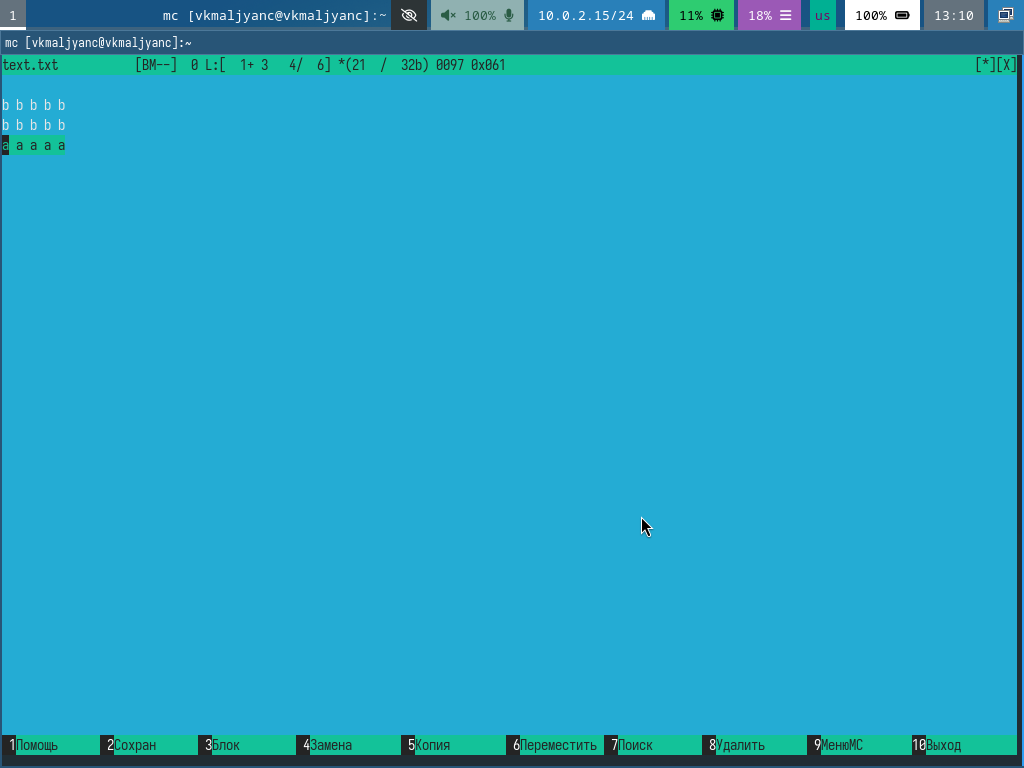 1 mc [vkmaljyanc@vkmaljyanc]:~ 100% 10.0.2.15/24 11% 18% us 100% 13:10
mc [vkmaljyanc@vkmaljyanc]:~
text.txt [BM--] 0 L:[ 1+ 3 4/ 6] *(21 / 32b) 0097 0x061 [*][X]
b b b b b
b b b b b
a a a a a
1Помощь 2Сохран 3Блок 4Замена 5Копия 6Переместить 7Поиск 8Удалить 9МенюMC 10Выход